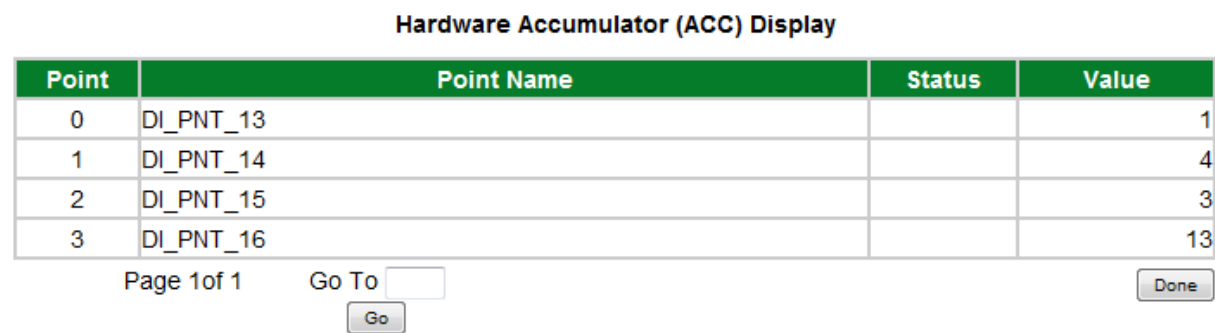 Hardware Accumulator (ACC) Display
Point Point Name Status Value
0 DI_PNT_13 1
1 DI_PNT_14 4
2 DI_PNT_15 3
3 DI_PNT_16 13
Page 1of 1 Go To Done
Go